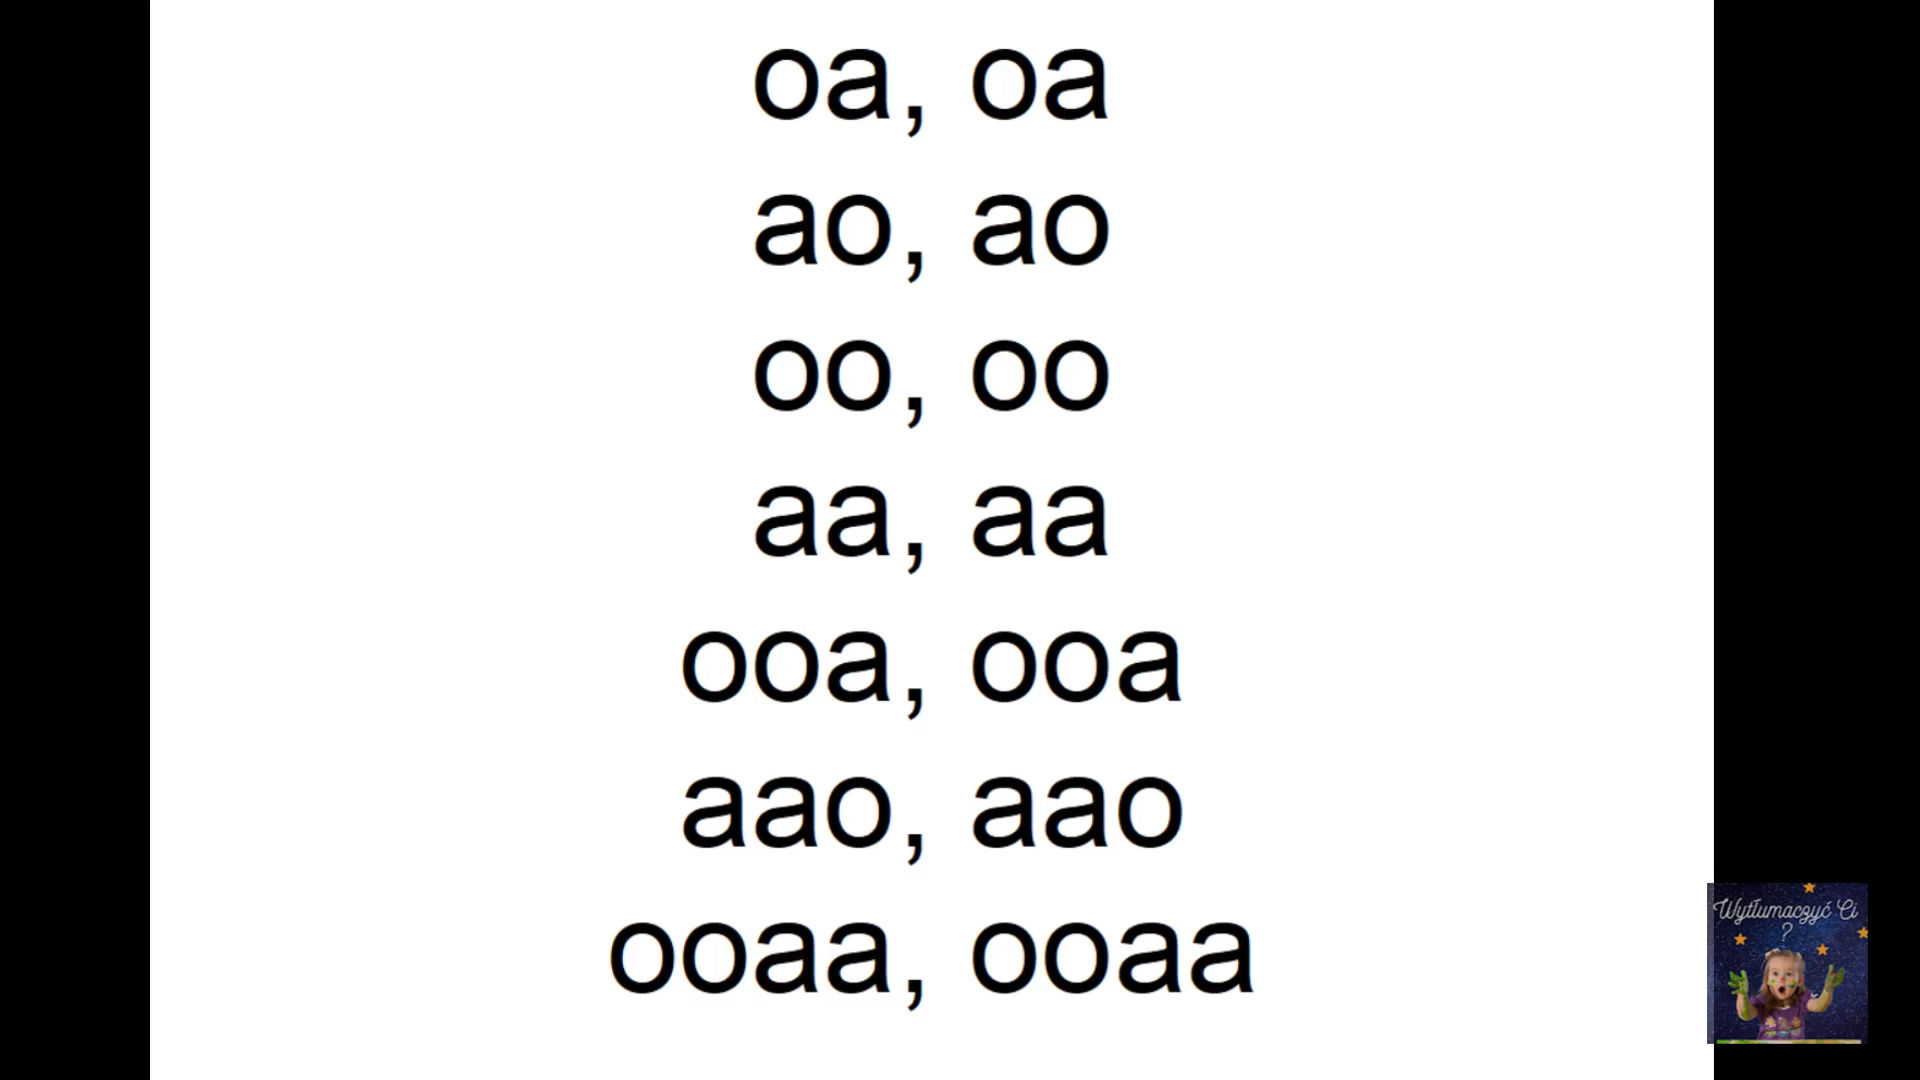 oa, oa
ao, ao
oo, oo
aa, aa
ooa, ooa
aao, aao
ooaa, ooaa
Wytłumaczyć Ci
?